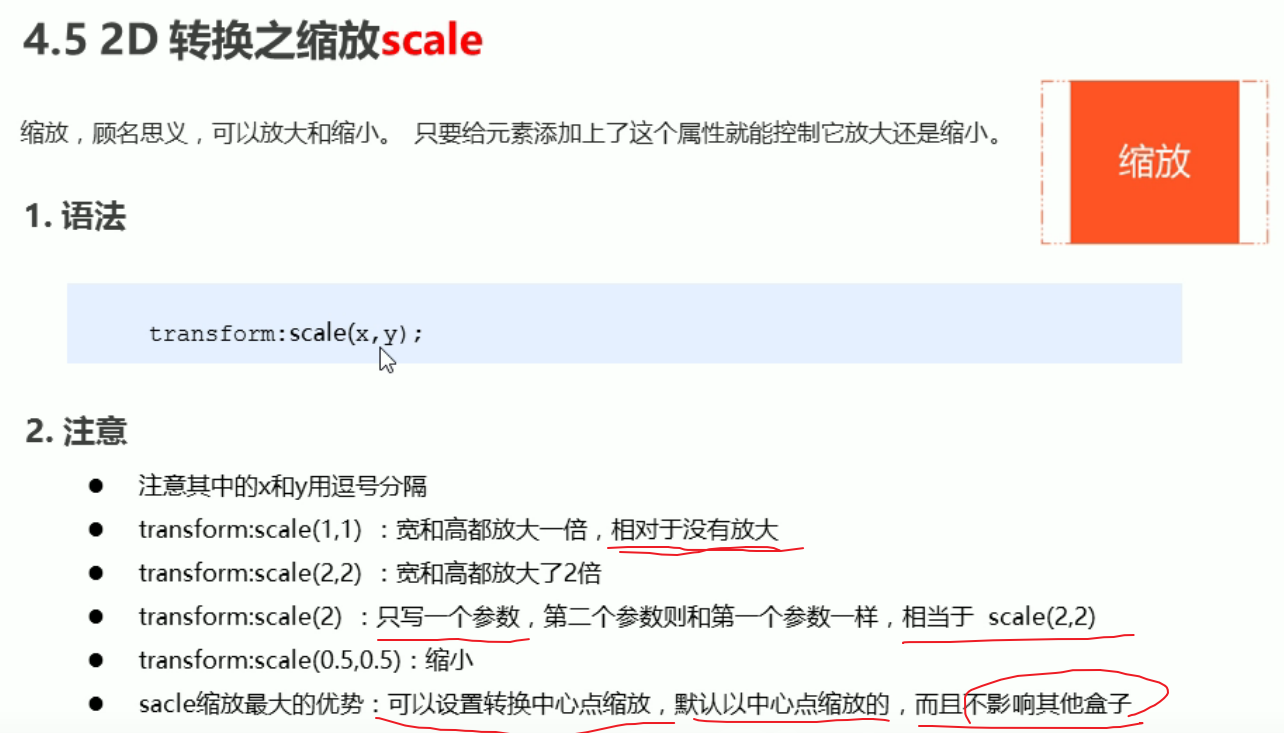 4.5 2D 转换之缩放scale
缩放，顾名思义，可以放大和缩小。 只要给元素添加上了这个属性就能控制它放大还是缩小。
缩放
1. 语法
transform:scale(x,y);
2. 注意
● 注意其中的x和y用逗号分隔
● transform:scale(1,1) ：宽和高都放大一倍，相对于没有放大
● transform:scale(2,2) ：宽和高都放大了2倍
● transform:scale(2) ：只写一个参数，第二个参数则和第一个参数一样，相当于 scale(2,2)
● transform:scale(0.5,0.5)：缩小
● sacle缩放最大的优势：可以设置转换中心点缩放，默认以中心点缩放的，而且不影响其他盒子